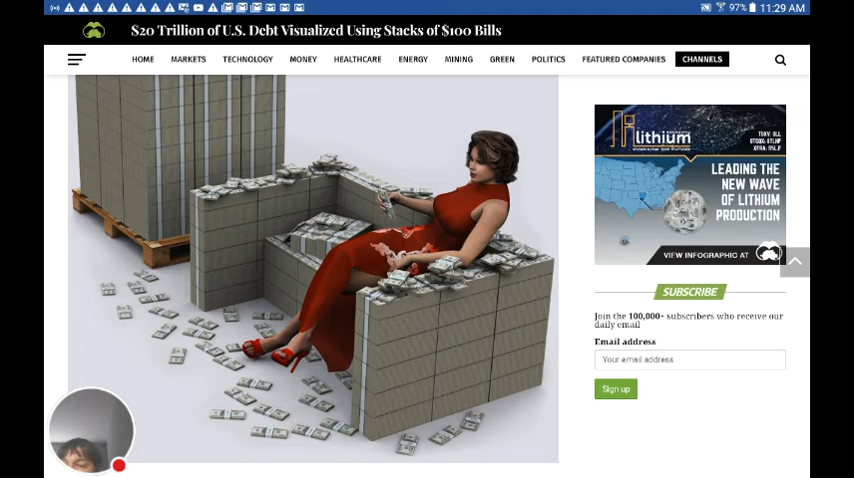 97% 11:29 AM
$20 Trillion of U.S. Debt Visualized Using Stacks of $100 Bills
HOME MARKETS TECHNOLOGY MONEY HEALTHCARE ENERGY MINING GREEN POLITICS FEATURED COMPANIES CHANNELS
lithium
LEADING THE
NEW WAVE
OF LITHIUM
PRODUCTION
VIEW INFOGRAPHIC AT
SUBSCRIBE
Join the 100,000+ subscribers who receive our
daily email
Email address
Your email address
Sign up